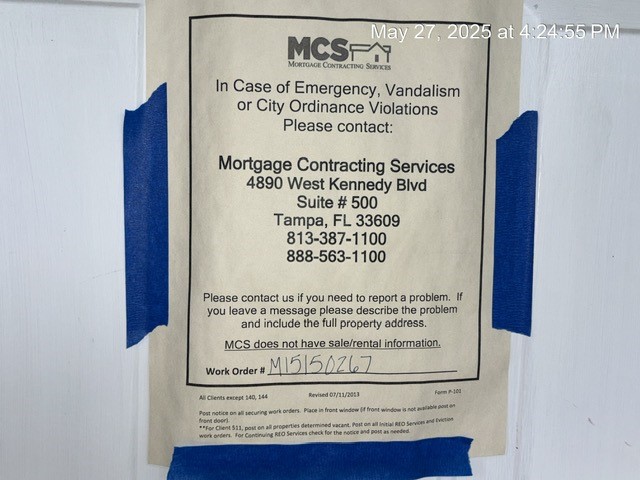 May 27, 2025 at 4:24:55 PM
MCS
MORTGAGE CONTRACTING SERVICES
In Case of Emergency, Vandalism
or City Ordinance Violations
Please contact:
Mortgage Contracting Services
4890 West Kennedy Blvd
Suite # 500
Tampa, FL 33609
813-387-1100
888-563-1100
Please contact us if you need to report a problem. If
you leave a message please describe the problem
and include the full property address.
MCS does not have sale/rental information.
Work Order # M15150267
All Clients except 140, 144 Revised 07/11/2013 Form P-101
Post notice on all securing work orders. Place in front window (if front window is not available post on
front door).
**For Client 511, post on all properties determined vacant. Post on all Initial REO Services and Eviction
work orders. For Continuing REO Services check for the notice and post as needed.